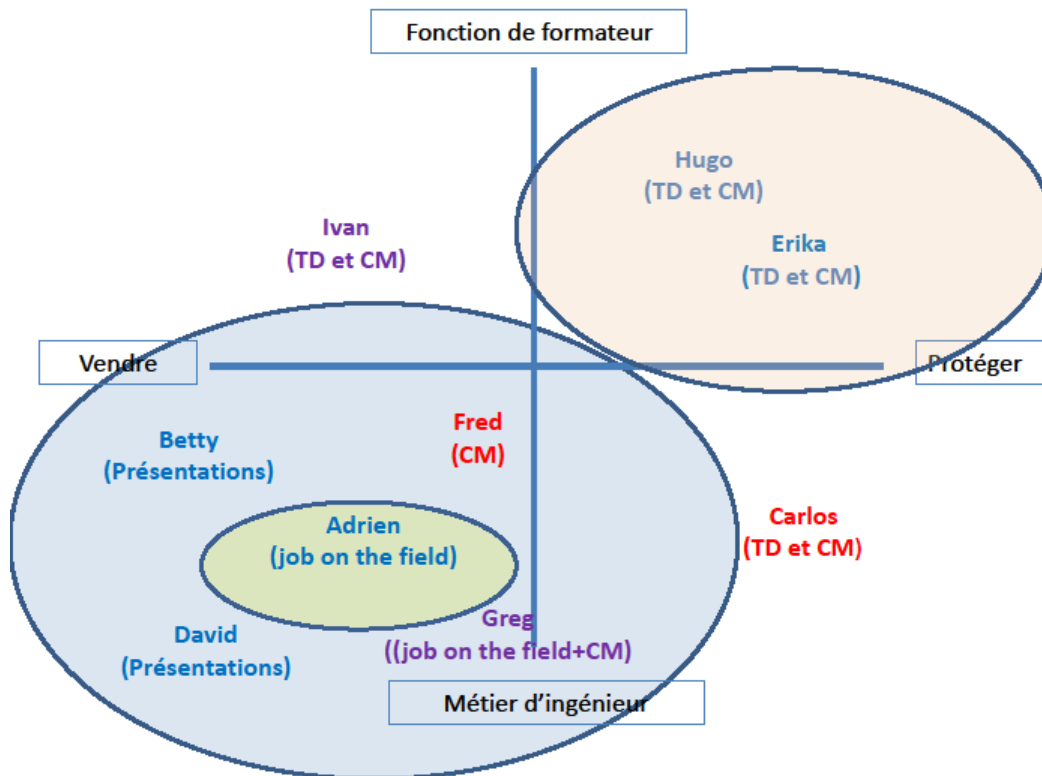 Fonction de formateur
Hugo
(TD et CM)
Ivan
(TD et CM)
Erika
(TD et CM)
Vendre
Protéger
Fred
(CM)
Betty
(Présentations)
Adrien
(job on the field)
Carlos
(TD et CM)
Greg
((job on the field+CM)
David
(Présentations)
Métier d'ingénieur